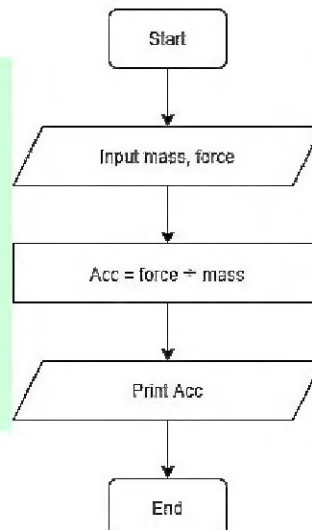 Start
Input mass, force
Acc = force ÷ mass
Print Acc
End